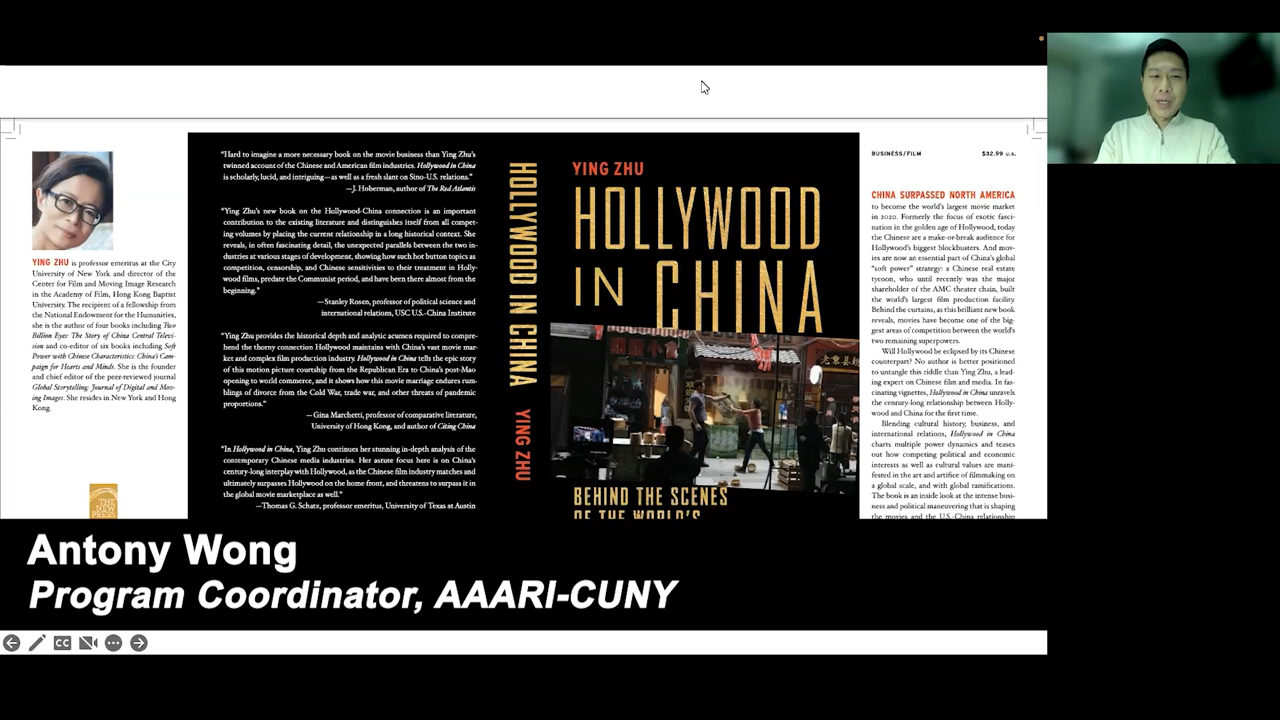 YING ZHU is professor emeritus at the City
University of New York and director of the
Center for Film and Moving Image Research
in the Academy of Film, Hong Kong Baptist
University. The recipient of a fellowship from
the National Endowment for the Humanities,
she is the author of four books including Two
Billion Eyes: The Story of China Central Televi-
sion and co-editor of six books including Soft
Power with Chinese Characteristics: China's Cam-
paign for Hearts and Minds. She is the founder
and chief editor of the peer-reviewed journal
Global Storytelling: Journal of Digital and Mov-
ing Images. She resides in New York and Hong
Kong.
THE
NEW
PRESS
"Hard to imagine a more necessary book on the movie business than Ying Zhu's
twinned account of the Chinese and American film industries. Hollywood in China
is scholarly, lucid, and intriguing—as well as a fresh slant on Sino-U.S. relations."
—J. Hoberman, author of The Red Atlantis
"Ying Zhu's new book on the Hollywood-China connection is an important
contribution to the existing literature and distinguishes itself from all compet-
ing volumes by placing the current relationship in a long historical context. She
reveals, in often fascinating detail, the unexpected parallels between the two in-
dustries at various stages of development, showing how such hot button topics as
competition, censorship, and Chinese sensitivities to their treatment in Holly-
wood films, predate the Communist period, and have been there almost from the
beginning."
—Stanley Rosen, professor of political science and
international relations, USC U.S.-China Institute
"Ying Zhu provides the historical depth and analytic acumen required to compre-
hend the thorny connection Hollywood maintains with China's vast movie mar-
ket and complex film production industry. Hollywood in China tells the epic story
of this motion picture courtship from the Republican Era to China's post-Mao
opening to world commerce, and it shows how this movie marriage endures rum-
blings of divorce from the Cold War, trade war, and other threats of pandemic
proportions."
—Gina Marchetti, professor of comparative literature,
University of Hong Kong, and author of Citing China
"In Hollywood in China, Ying Zhu continues her stunning in-depth analysis of the
contemporary Chinese media industries. Her astute focus here is on China's
century-long interplay with Hollywood, as the Chinese film industry matches and
ultimately surpasses Hollywood on the home front, and threatens to surpass it in
the global movie marketplace as well."
—Thomas G. Schatz, professor emeritus, University of Texas at Austin
HOLLYWOOD IN CHINA
YING ZHU
YING ZHU
HOLLYWOOD
IN CHINA
BEHIND THE SCENES
OF THE WORLD'S
BUSINESS/FILM $32.99 U.S.
CHINA SURPASSED NORTH AMERICA
to become the world's largest movie market
in 2020. Formerly the focus of exotic fasci-
nation in the golden age of Hollywood, today
the Chinese are a make-or-break audience for
Hollywood's biggest blockbusters. And mov-
ies are now an essential part of China's global
"soft power" strategy: a Chinese real estate
tycoon, who until recently was the major
shareholder of the AMC theater chain, built
the world's largest film production facility.
Behind the curtains, as this brilliant new book
reveals, movies have become one of the big-
gest areas of competition between the world's
two remaining superpowers.
Will Hollywood be eclipsed by its Chinese
counterpart? No author is better positioned
to untangle this riddle than Ying Zhu, a lead-
ing expert on Chinese film and media. In fas-
cinating vignettes, Hollywood in China unravels
the century-long relationship between Holly-
wood and China for the first time.
Blending cultural history, business, and
international relations, Hollywood in China
charts multiple power dynamics and teases
out how competing political and economic
interests as well as cultural values are mani-
fested in the art and artifice of filmmaking on
a global scale, and with global ramifications.
The book is an inside look at the intense busi-
ness and political maneuvering that is shaping
the movies and the U.S.-China relationship
Antony Wong
Program Coordinator, AAARI-CUNY
CC